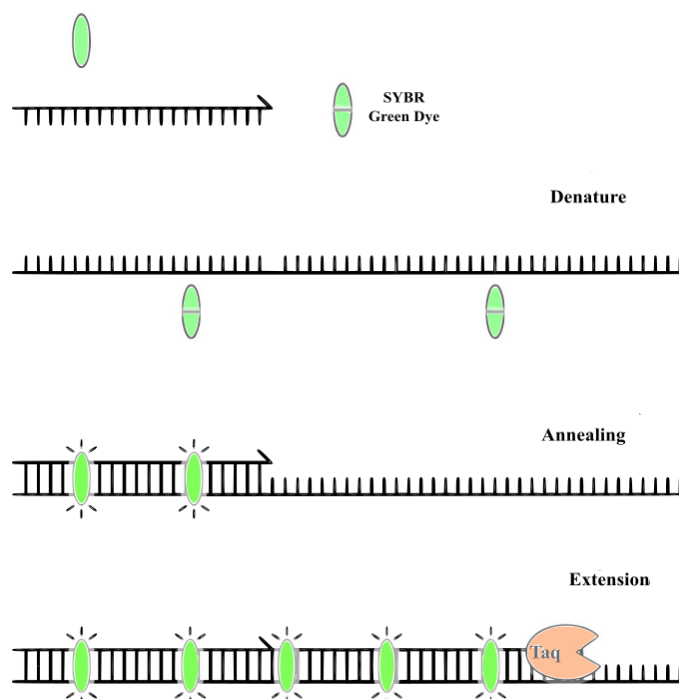 SYBR
Green Dye
Denature
Annealing
Extension
Taq